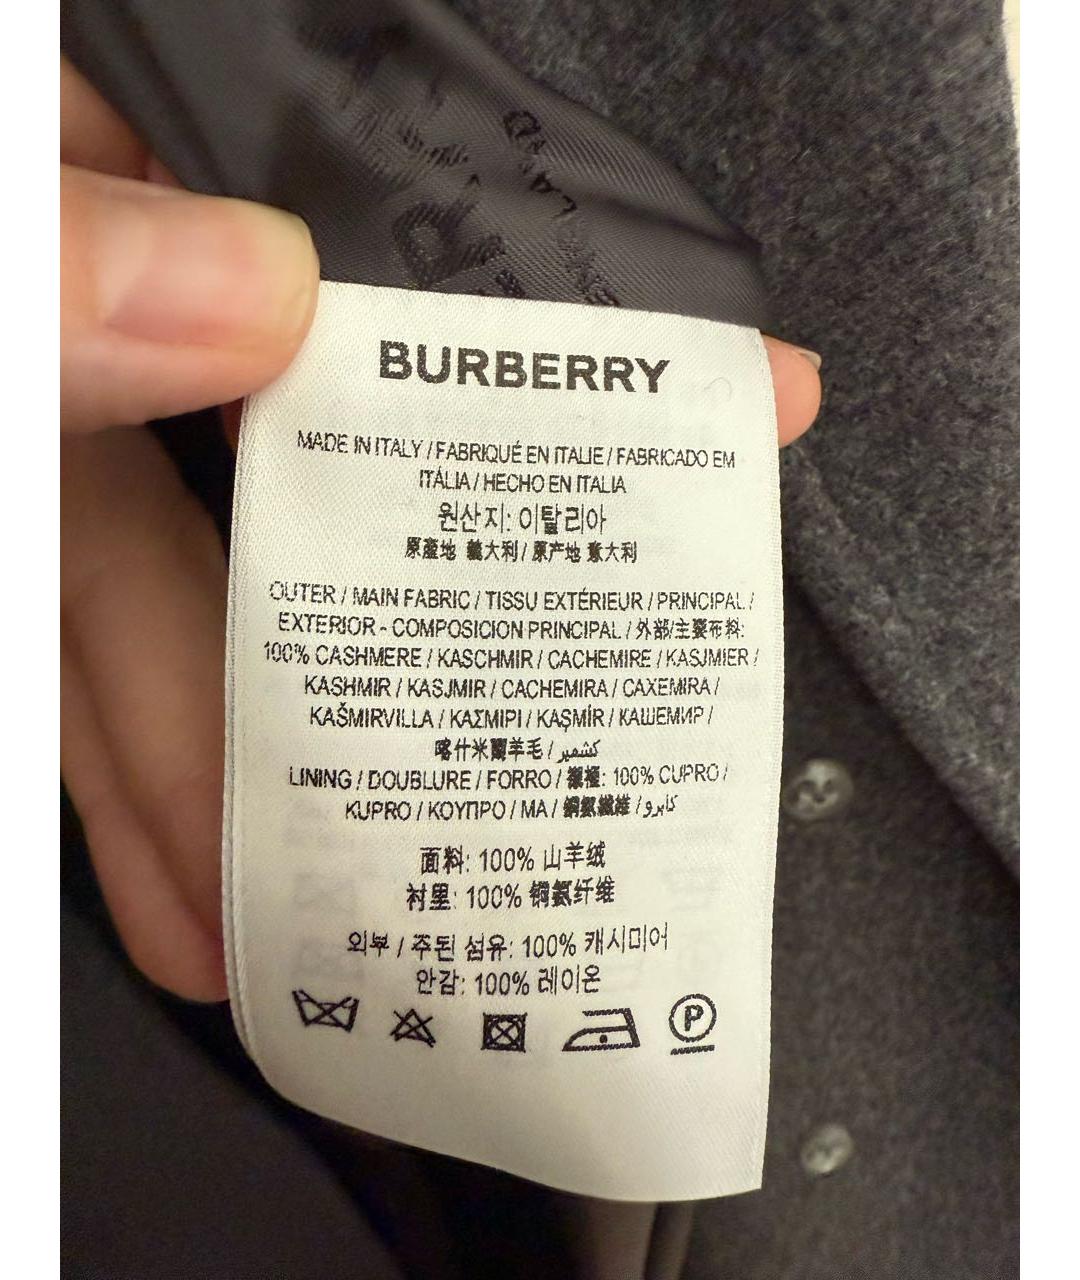 BURBERRY
MADE IN ITALY / FABRIQUÉ EN ITALIE / FABRICADO EM
ITÁLIA / HECHO EN ITALIA
원산지: 이탈리아
原産地 義大利 / 原产地 意大利
OUTER / MAIN FABRIC / TISSU EXTÉRIEUR / PRINCIPAL /
EXTERIOR - COMPOSICION PRINCIPAL / 外部/主要布料:
100% CASHMERE / KASCHMIR / CACHEMIRE / KASJMIER /
KASHMIR / KASJMIR / CACHEMIRA / CAXEMIRA /
KAŠMIRVILLA / ΚΑΣΜΙΡΙ / KAŞMİR / КАШЕМИР /
喀什米爾羊毛 / كشمير
LINING / DOUBLURE / FORRO / 襯裡: 100% CUPRO /
KUPRO / ΚΟΥΠΡΟ / MA / 銅氨纖維 / كابرو
面料: 100% 山羊绒
衬里: 100% 铜氨纤维
외부 / 주된 섬유: 100% 캐시미어
안감: 100% 레이온
P